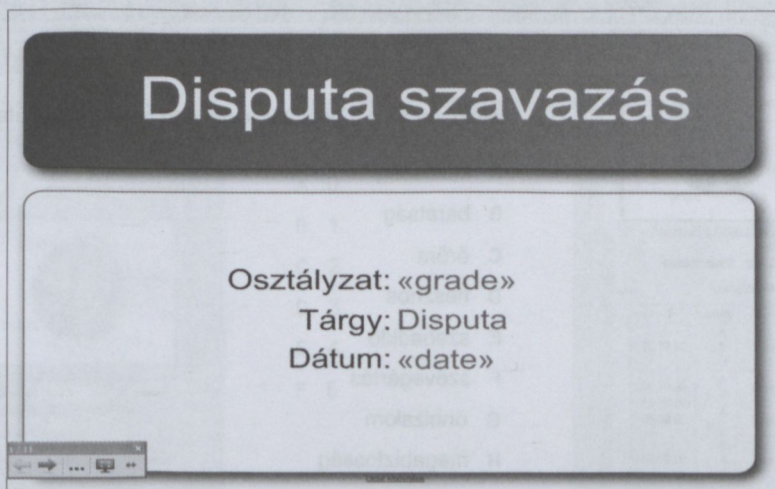 Disputa szavazás
Osztályzat: «grade»
Tárgy: Disputa
Dátum: «date»